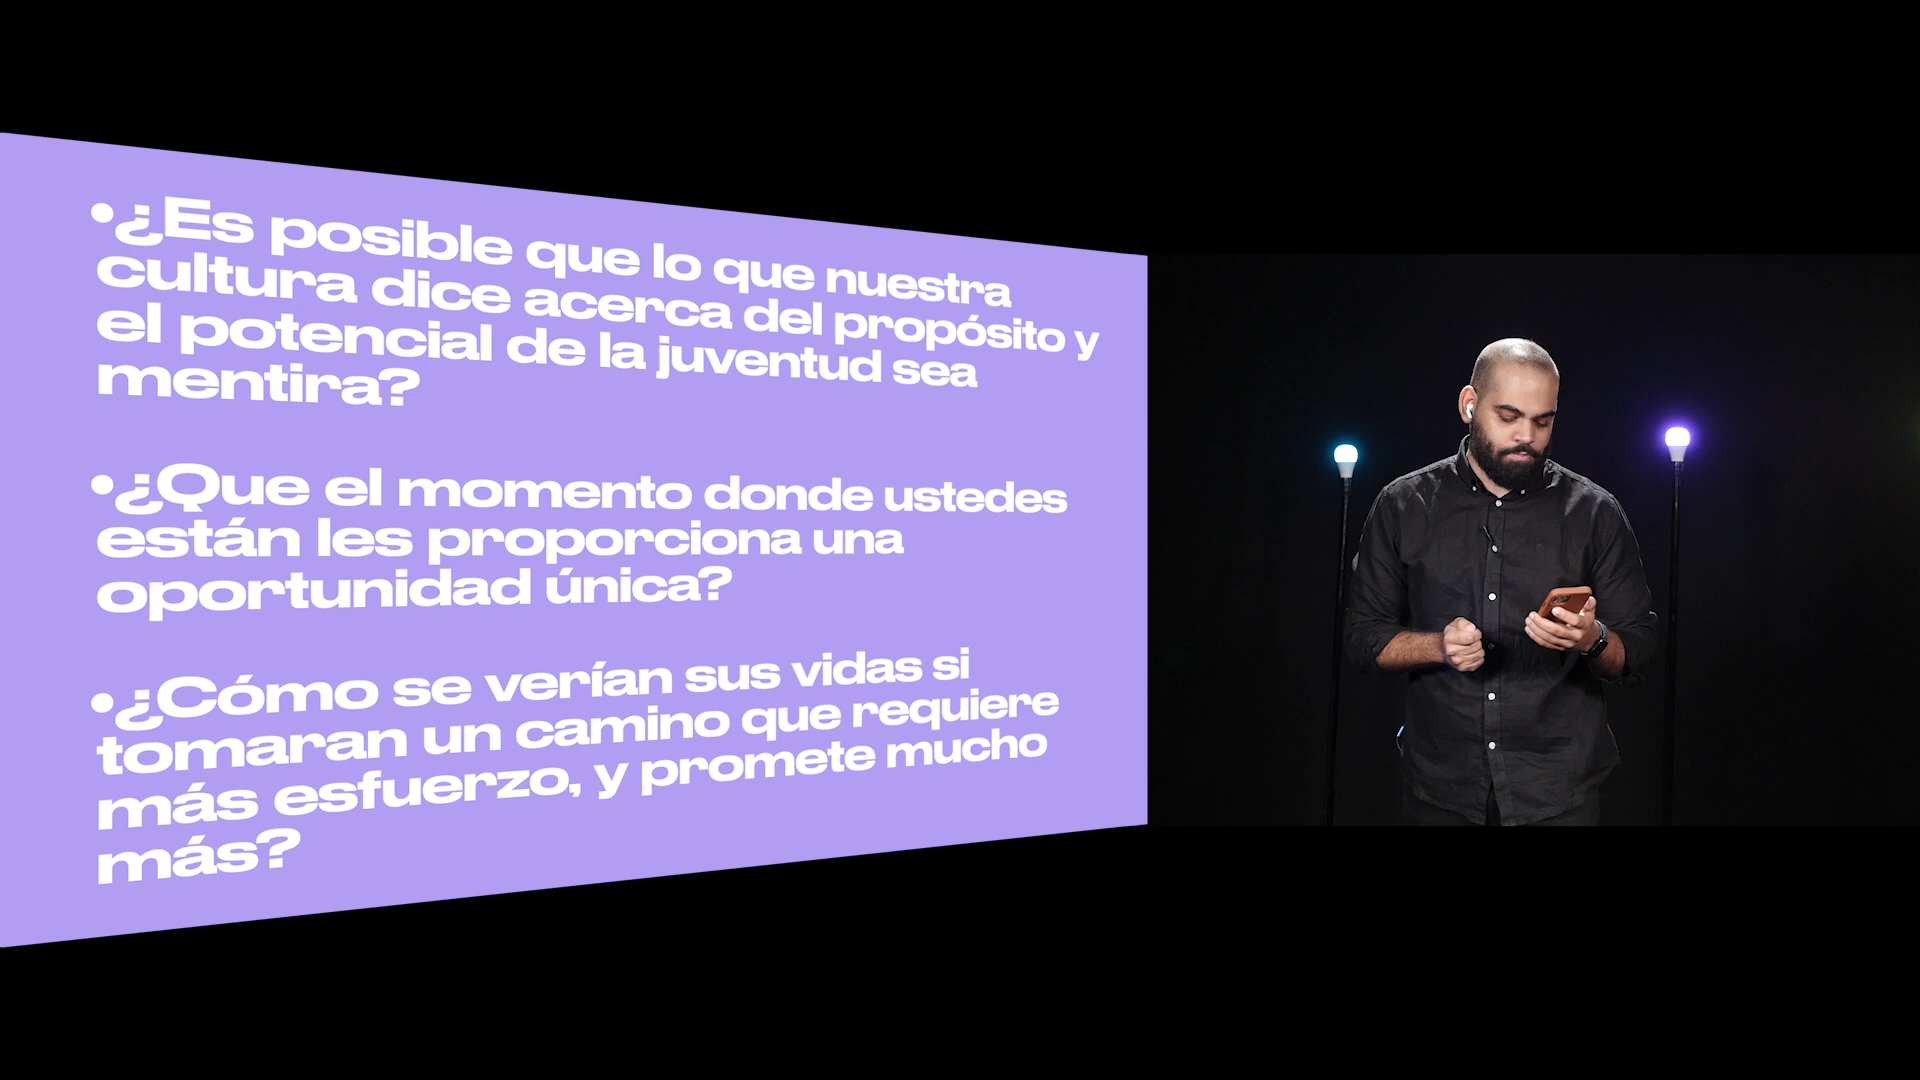 •¿Es posible que lo que nuestra
cultura dice acerca del propósito y
el potencial de la juventud sea
mentira?
•¿Que el momento donde ustedes
están les proporciona una
oportunidad única?
•¿Cómo se verían sus vidas si
tomaran un camino que requiere
más esfuerzo, y promete mucho
más?